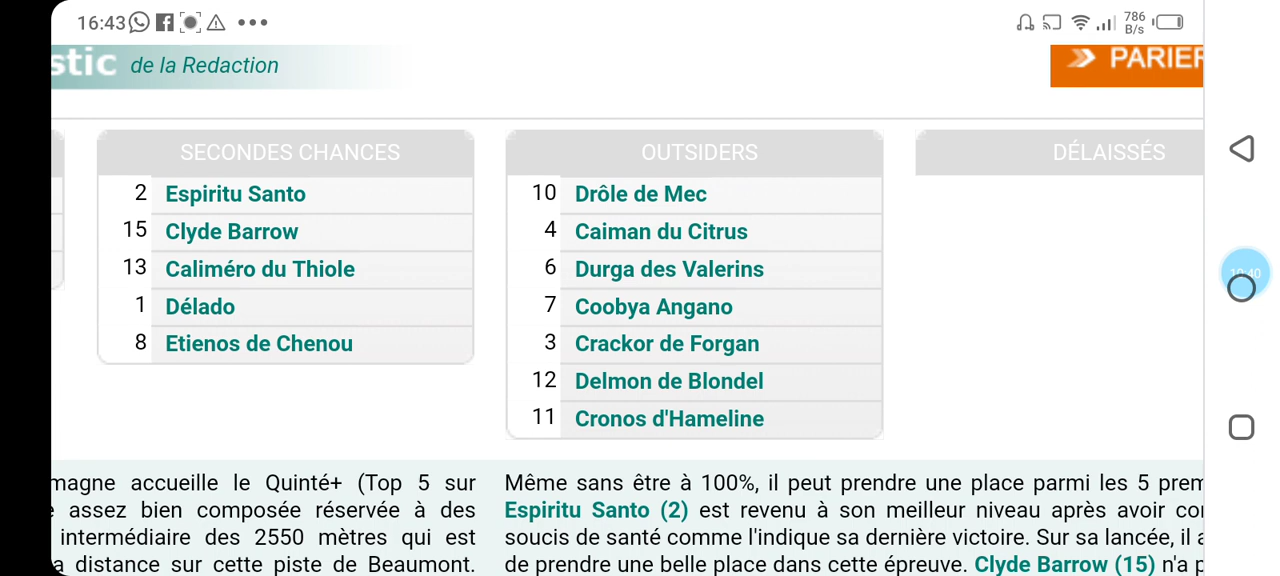 16:43
786 B/s
stic de la Redaction
PARIER
SECONDES CHANCES
2 Espiritu Santo
15 Clyde Barrow
13 Caliméro du Thiole
1 Délado
8 Etienos de Chenou
OUTSIDERS
10 Drôle de Mec
4 Caiman du Citrus
6 Durga des Valerins
7 Coobya Angano
3 Crackor de Forgan
12 Delmon de Blondel
11 Cronos d'Hameline
DÉLAISSÉS
magne accueille le Quinté+ (Top 5 sur
assez bien composée réservée à des
intermédiaire des 2550 mètres qui est
a distance sur cette piste de Beaumont.
Même sans être à 100%, il peut prendre une place parmi les 5 prem
Espiritu Santo (2) est revenu à son meilleur niveau après avoir
soucis de santé comme l'indique sa dernière victoire. Sur sa lancée, il
de prendre une belle place dans cette épreuve. Clyde Barrow (15) n'a